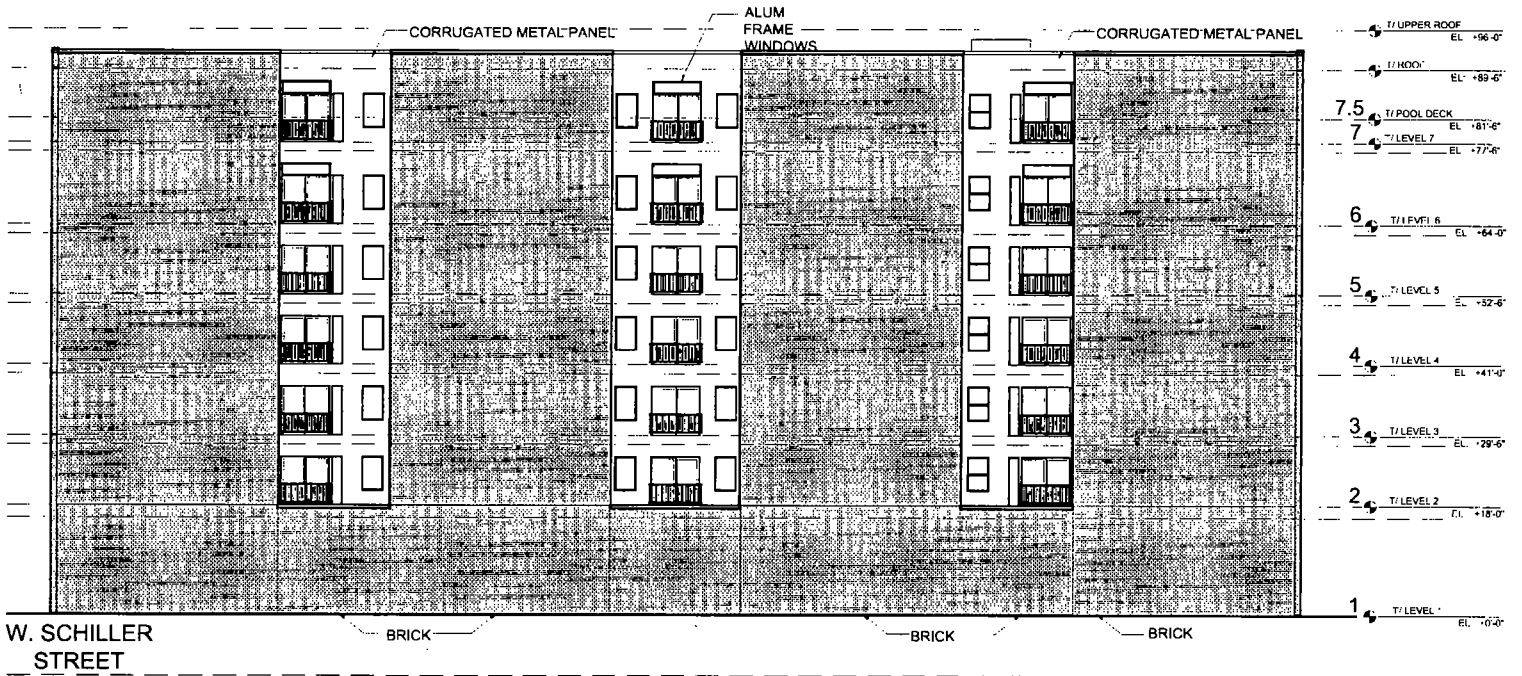 ALUM
FRAME
WINDOWS
CORRUGATED METAL PANEL
CORRUGATED METAL PANEL
T/ UPPER ROOF
EL +96-0"
T/ ROOF
EL +89-6"
7.5
T/ POOL DECK
EL +81'-6"
7
T/ LEVEL 7
EL +77'-6"
6
T/ LEVEL 6
EL +64'-0"
5
T/ LEVEL 5
EL +52'-6"
4
T/ LEVEL 4
EL +41'-0"
3
T/ LEVEL 3
EL. +29'-6"
2
T/ LEVEL 2
EL +18'-0"
1
T/ LEVEL
EL +0'-0"
BRICK
BRICK
BRICK
W. SCHILLER
STREET